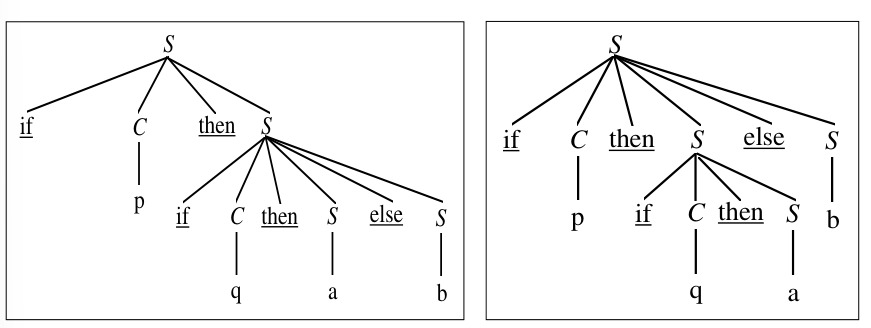 S
if C then S
p
if C then S else S
q a b
S
if C then S else S
p if C then S b
q a